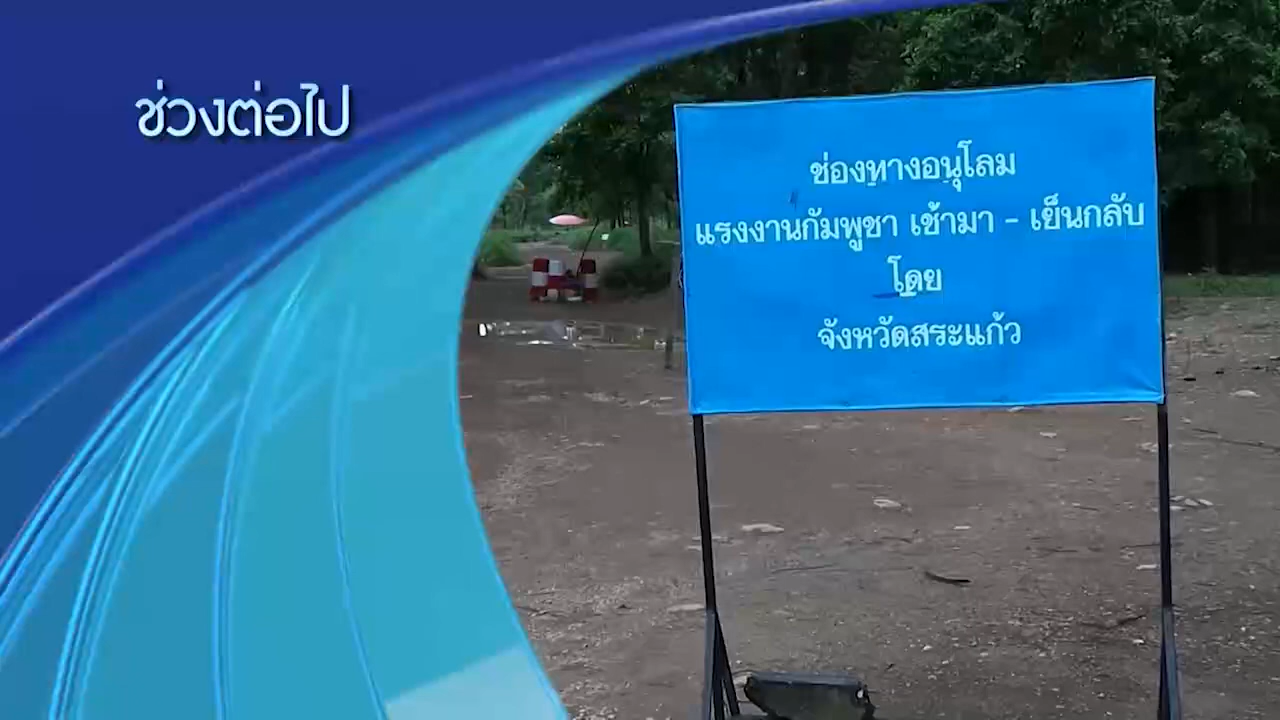 ช่วงต่อไป
ช่องทางอนุโลม
แรงงานกัมพูชา เช้ามา - เย็นกลับ
โดย
จังหวัดสระแก้ว